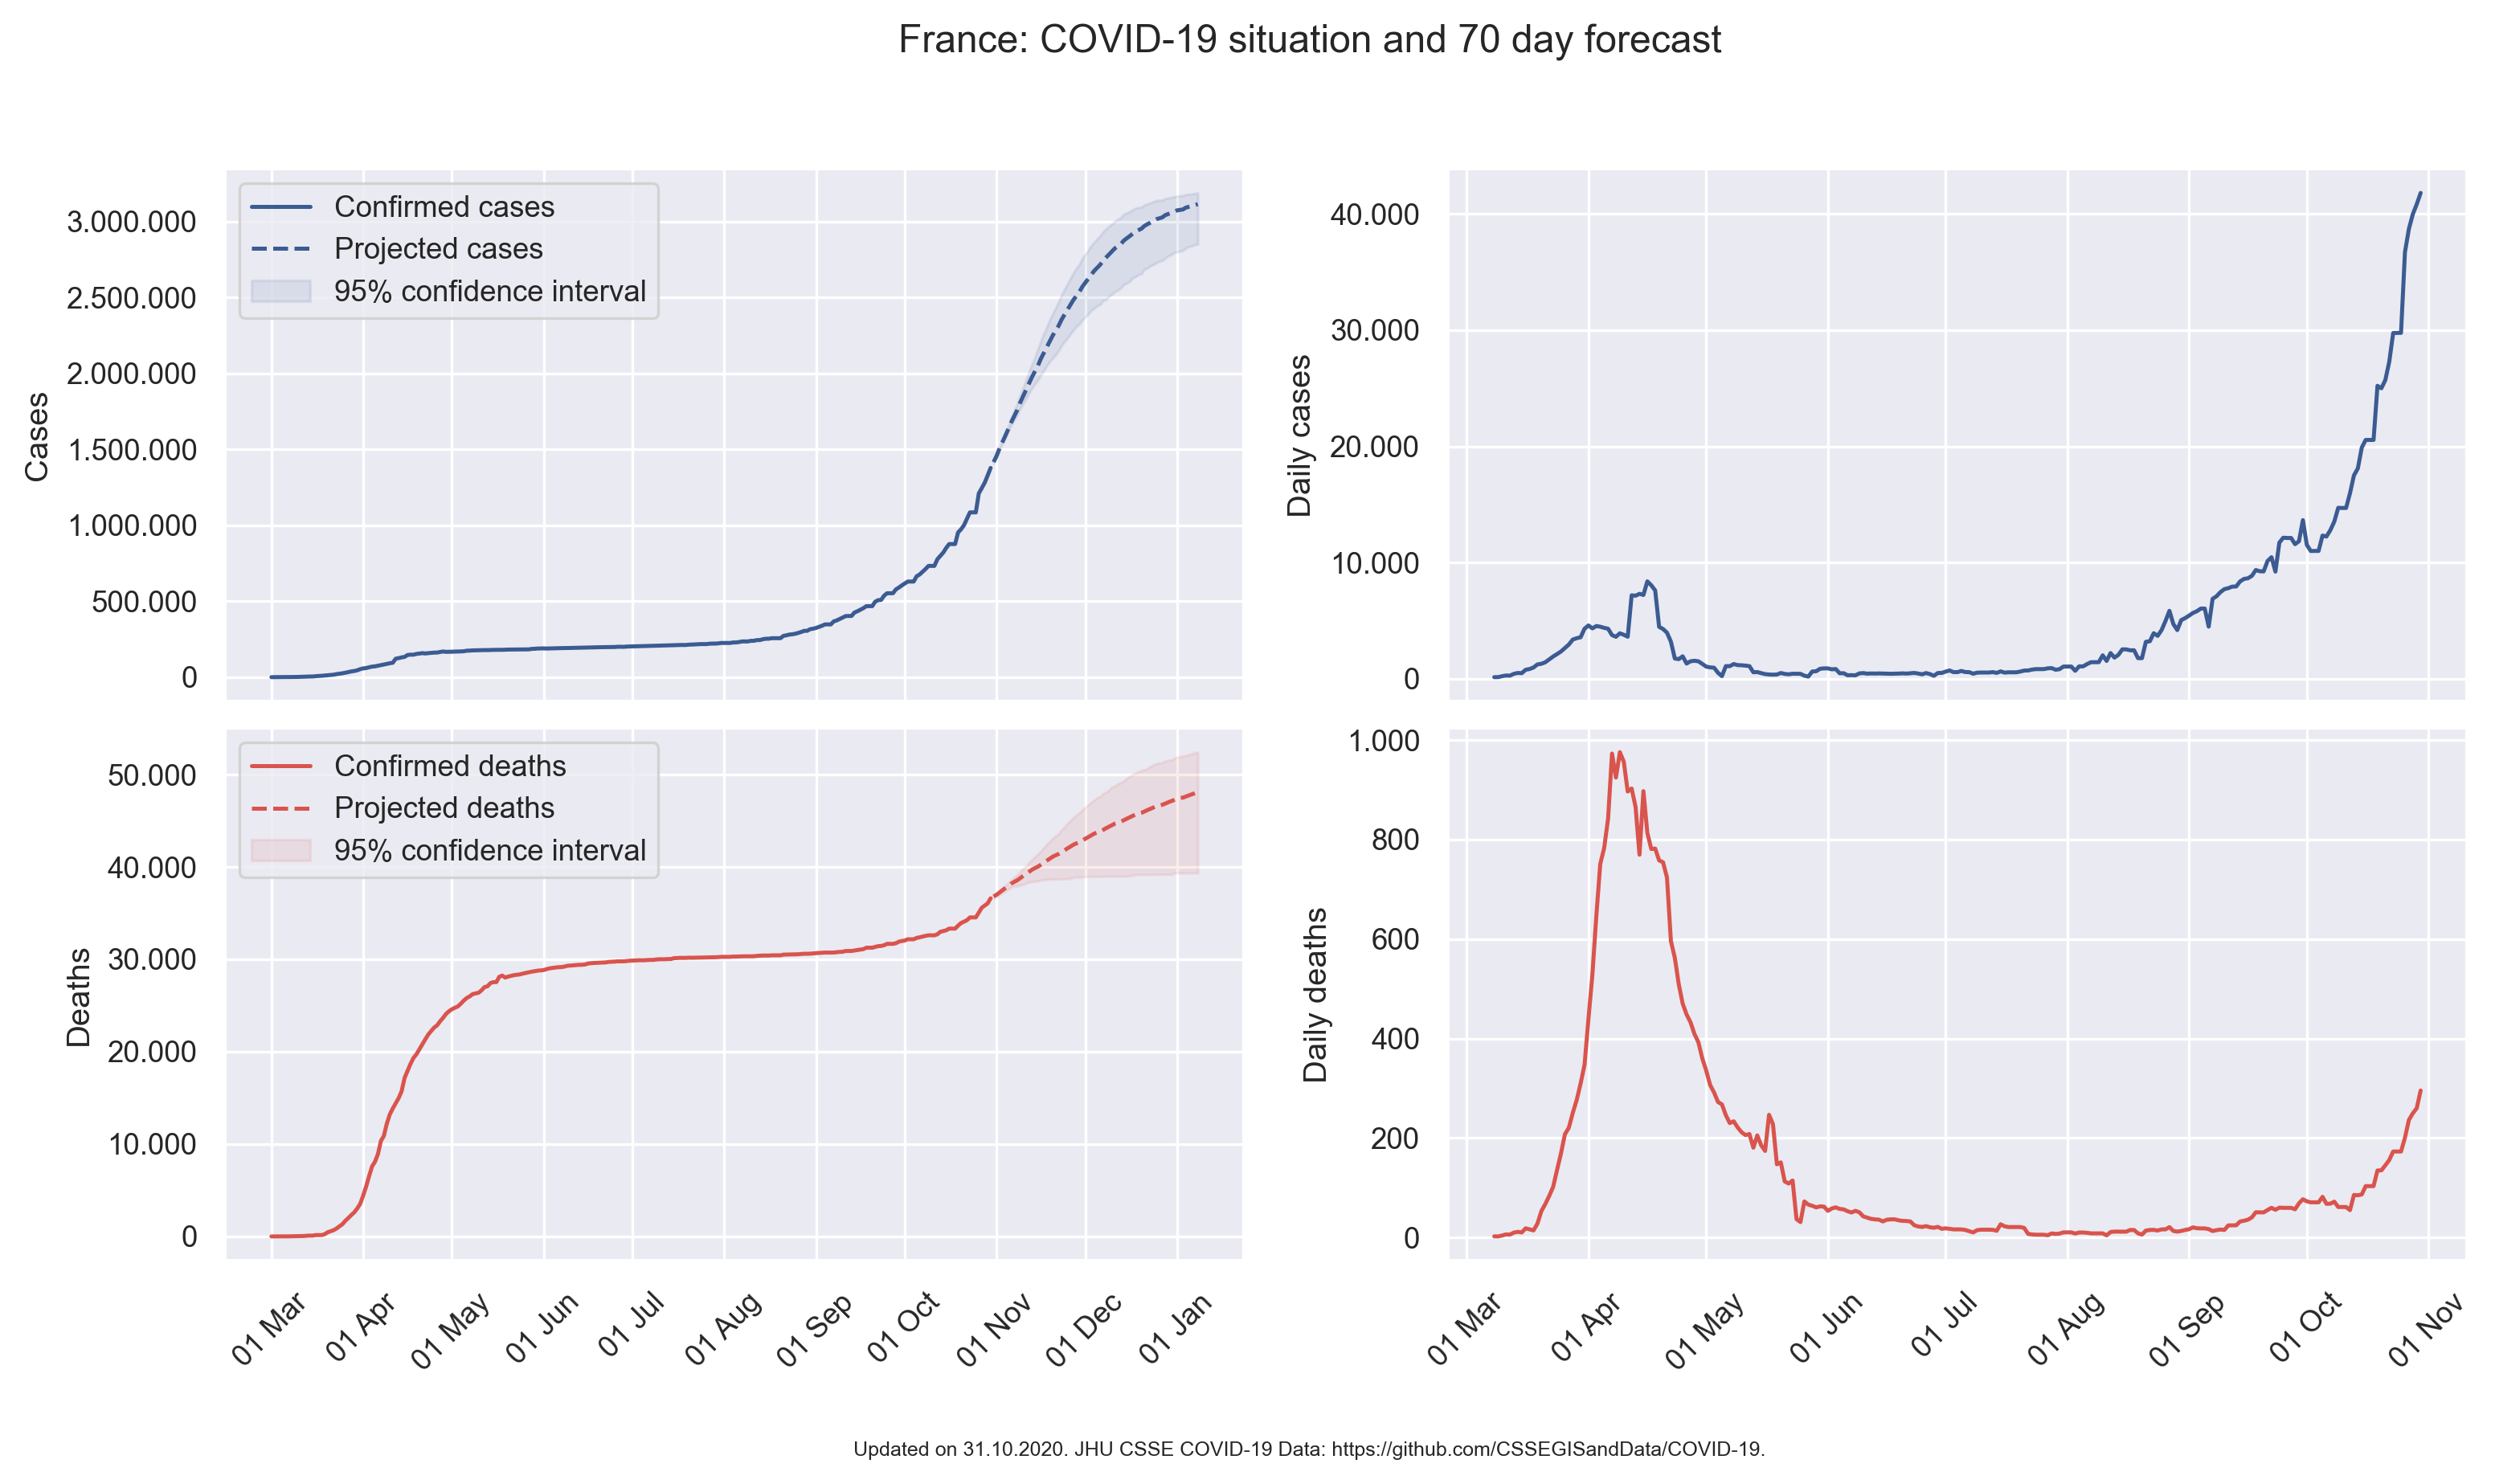 France: COVID-19 situation and 70 day forecast
Confirmed cases
Projected cases
95% confidence interval
Cases
3.000.000
2.500.000
2.000.000
1.500.000
1.000.000
500.000
0
Daily cases
40.000
30.000
20.000
10.000
0
Confirmed deaths
Projected deaths
95% confidence interval
Deaths
50.000
40.000
30.000
20.000
10.000
0
01 Mar
01 Apr
01 May
01 Jun
01 Jul
01 Aug
01 Sep
01 Oct
01 Nov
01 Dec
01 Jan
Daily deaths
1.000
800
600
400
200
0
01 Mar
01 Apr
01 May
01 Jun
01 Jul
01 Aug
01 Sep
01 Oct
01 Nov
Updated on 31.10.2020. JHU CSSE COVID-19 Data: https://github.com/CSSEGISandData/COVID-19.